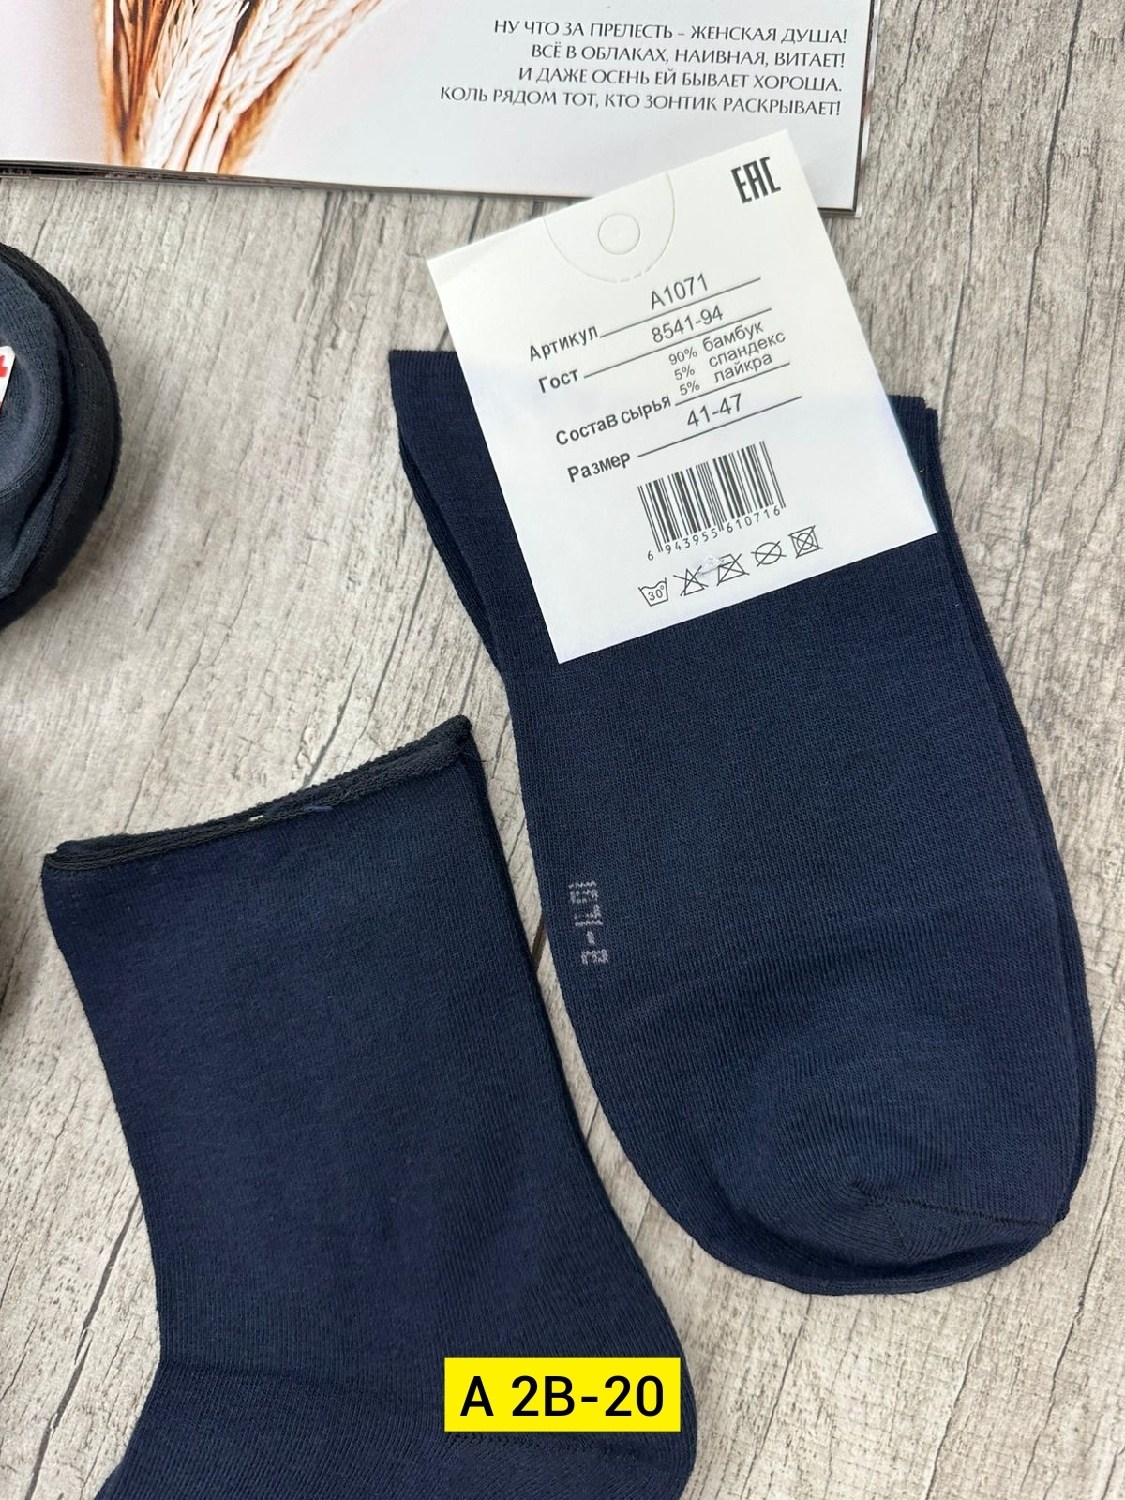 НУ ЧТО ЗА ПРЕЛЕСТЬ - ЖЕНСКАЯ ДУША!
ВСЁ В ОБЛАКАХ, НАИВНАЯ, ВИТАЕТ!
И ДАЖЕ ОСЕНЬ ЕЙ БЫВАЕТ ХОРОША.
КОЛЬ РЯДОМ ТОТ, КТО ЗОНТИК РАСКРЫВАЕТ!
ЕАС
Артикул А1071
Гост 8541-94
Состав сырья 90% бамбук
5% спандекс
5% лайкра
Размер 41-47
6 943955 610716
30°
A 2B-20